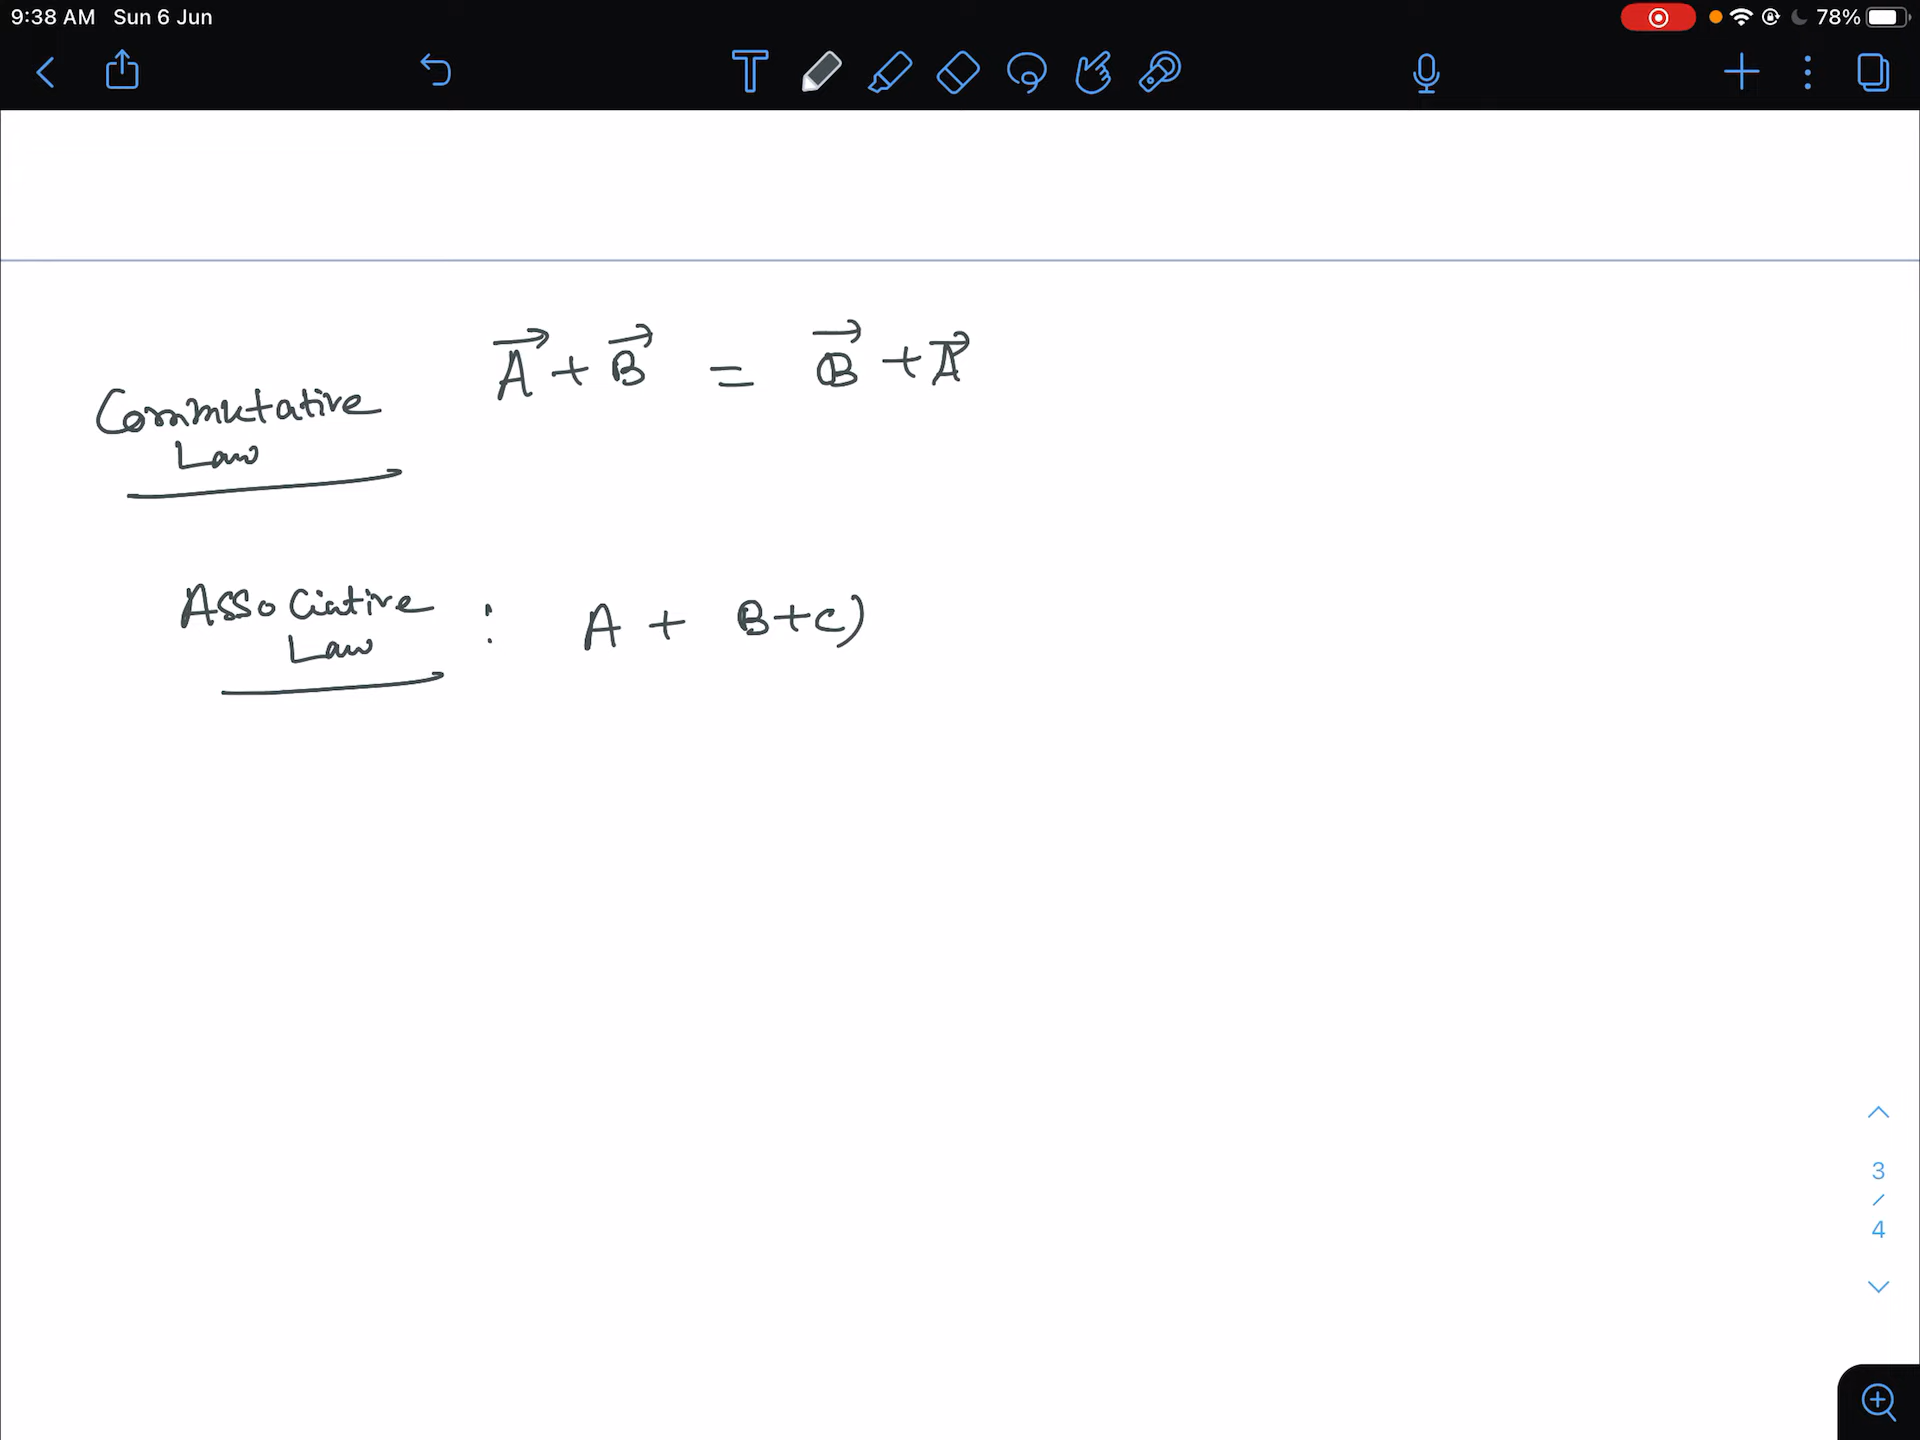 9:38 AM Sun 6 Jun 78%
T
A⃗ + B⃗ = B⃗ + A⃗
Commutative
Law
Associative : A + B+C)
Law
3
/
4